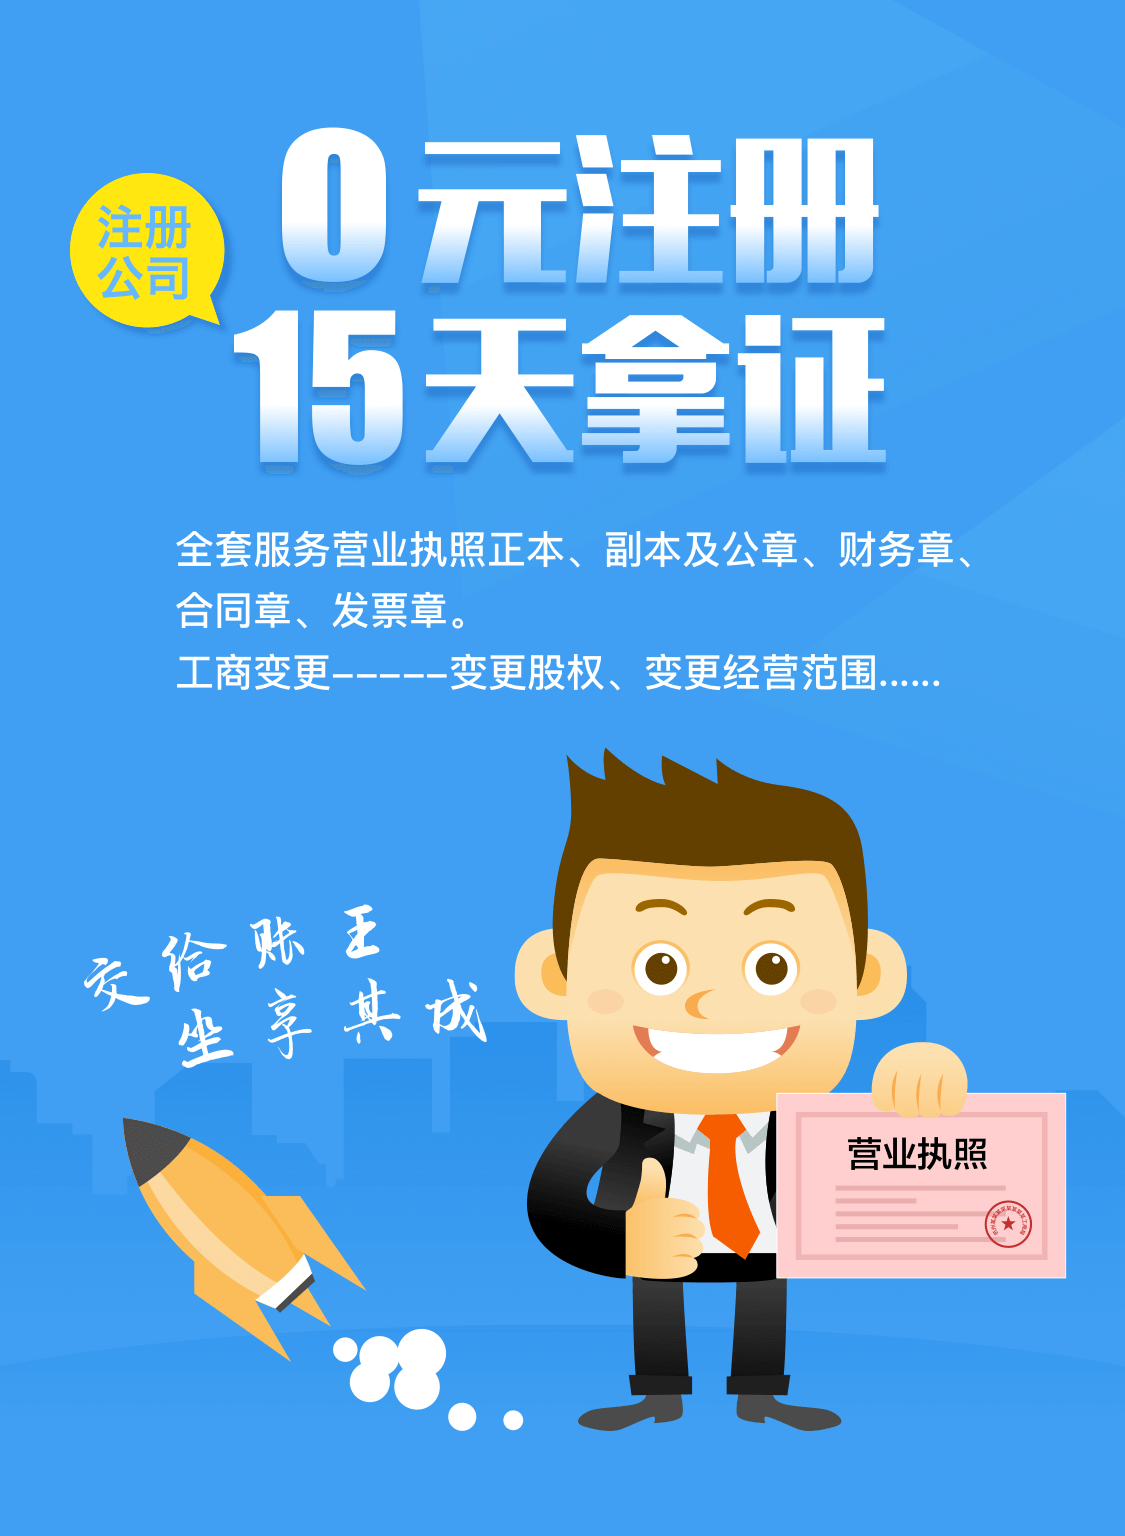 注册
公司
0元注册
15天拿证
全套服务营业执照正本、副本及公章、财务章、
合同章、发票章。
工商变更-----变更股权、变更经营范围......
交给账王
坐享其成
营业执照